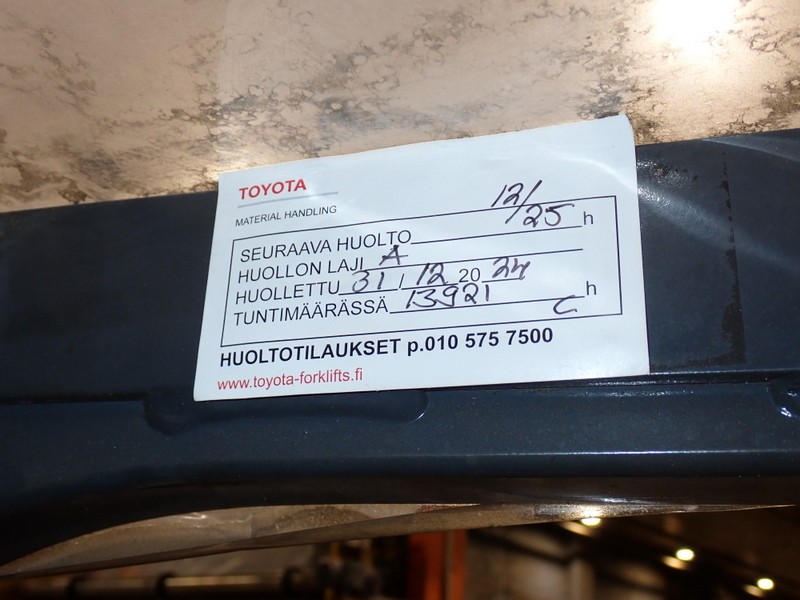 TOYOTA
MATERIAL HANDLING
SEURAAVA HUOLTO 12/25 h
HUOLLON LAJI A
HUOLLETTU 31 / 12 20 24
TUNTIMÄÄRÄSSÄ 13921 C h
HUOLTOTILAUKSET p.010 575 7500
www.toyota-forklifts.fi